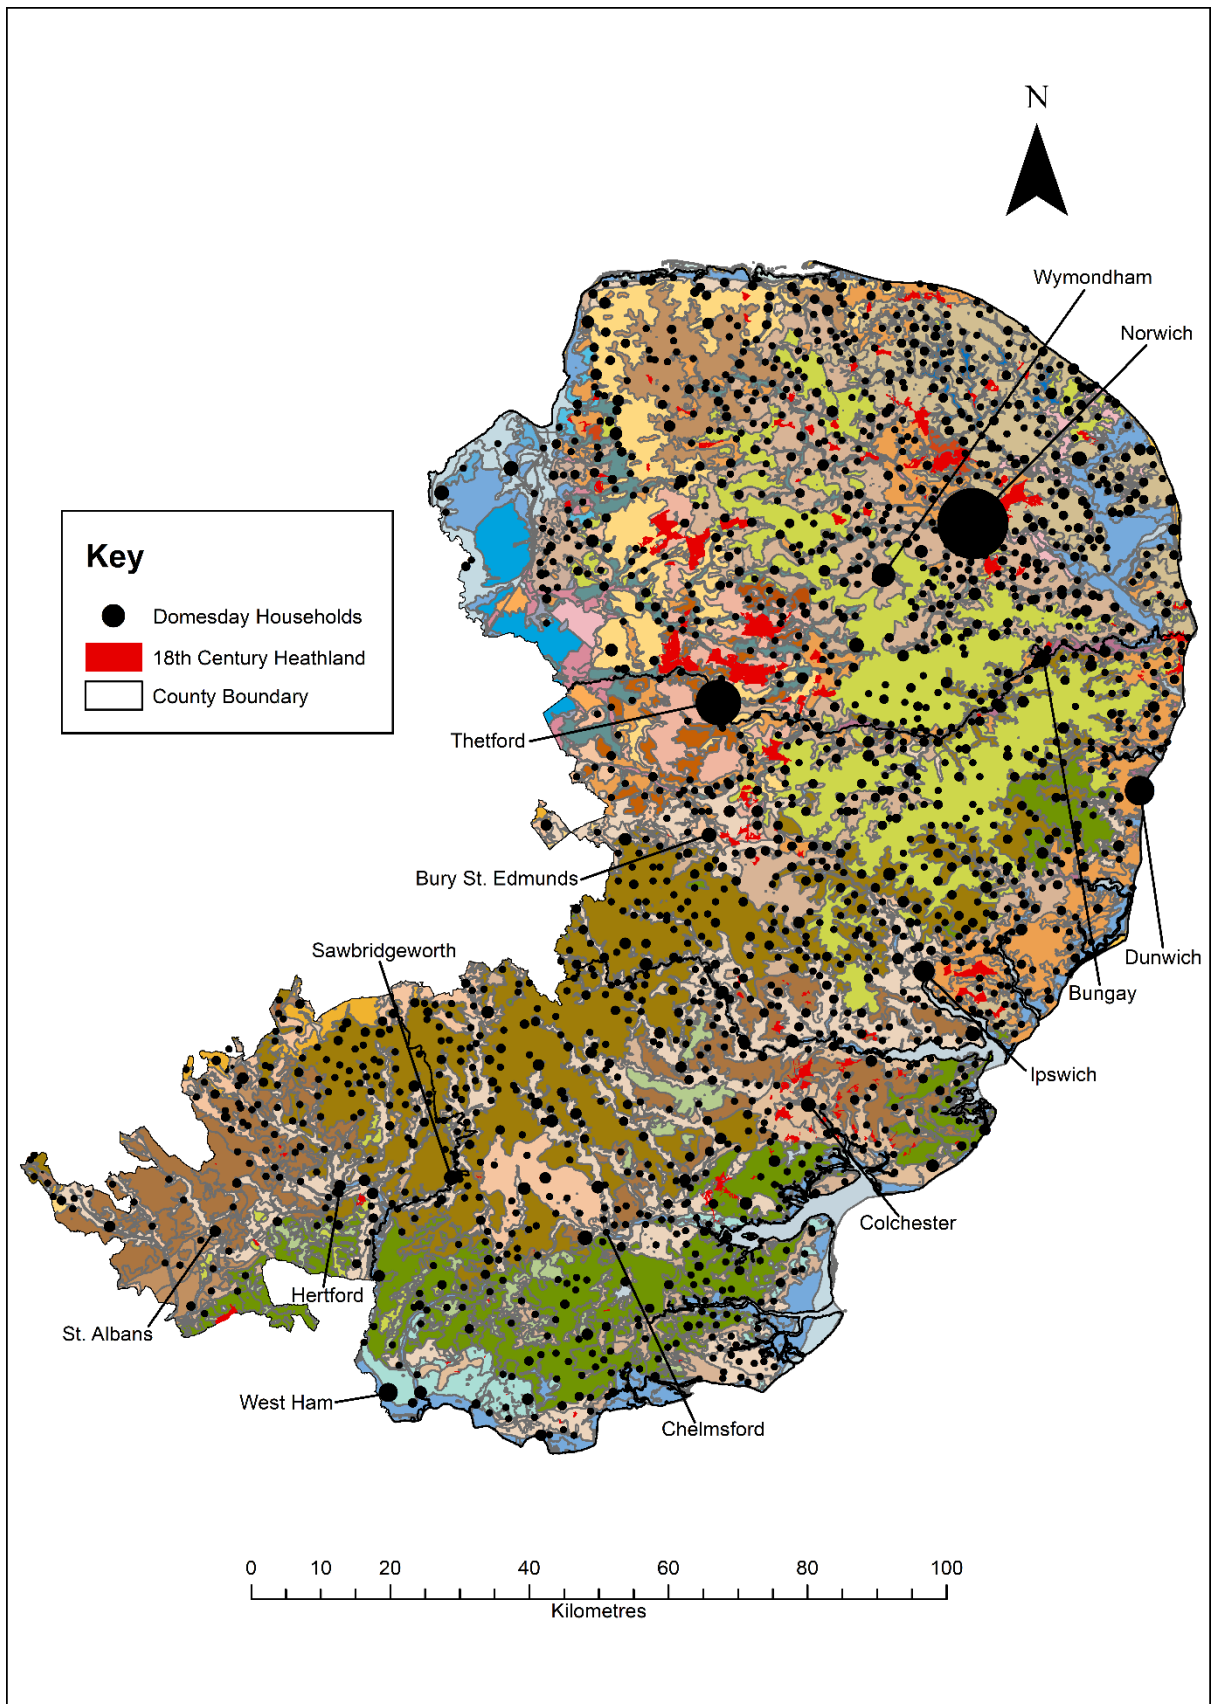 N
Wymondham
Norwich
Key
Domesday Households
18th Century Heathland
County Boundary
Thetford
Bury St. Edmunds
Sawbridgeworth
Dunwich
Bungay
Ipswich
Colchester
Hertford
St. Albans
West Ham
Chelmsford
0 10 20 40 60 80 100
Kilometres